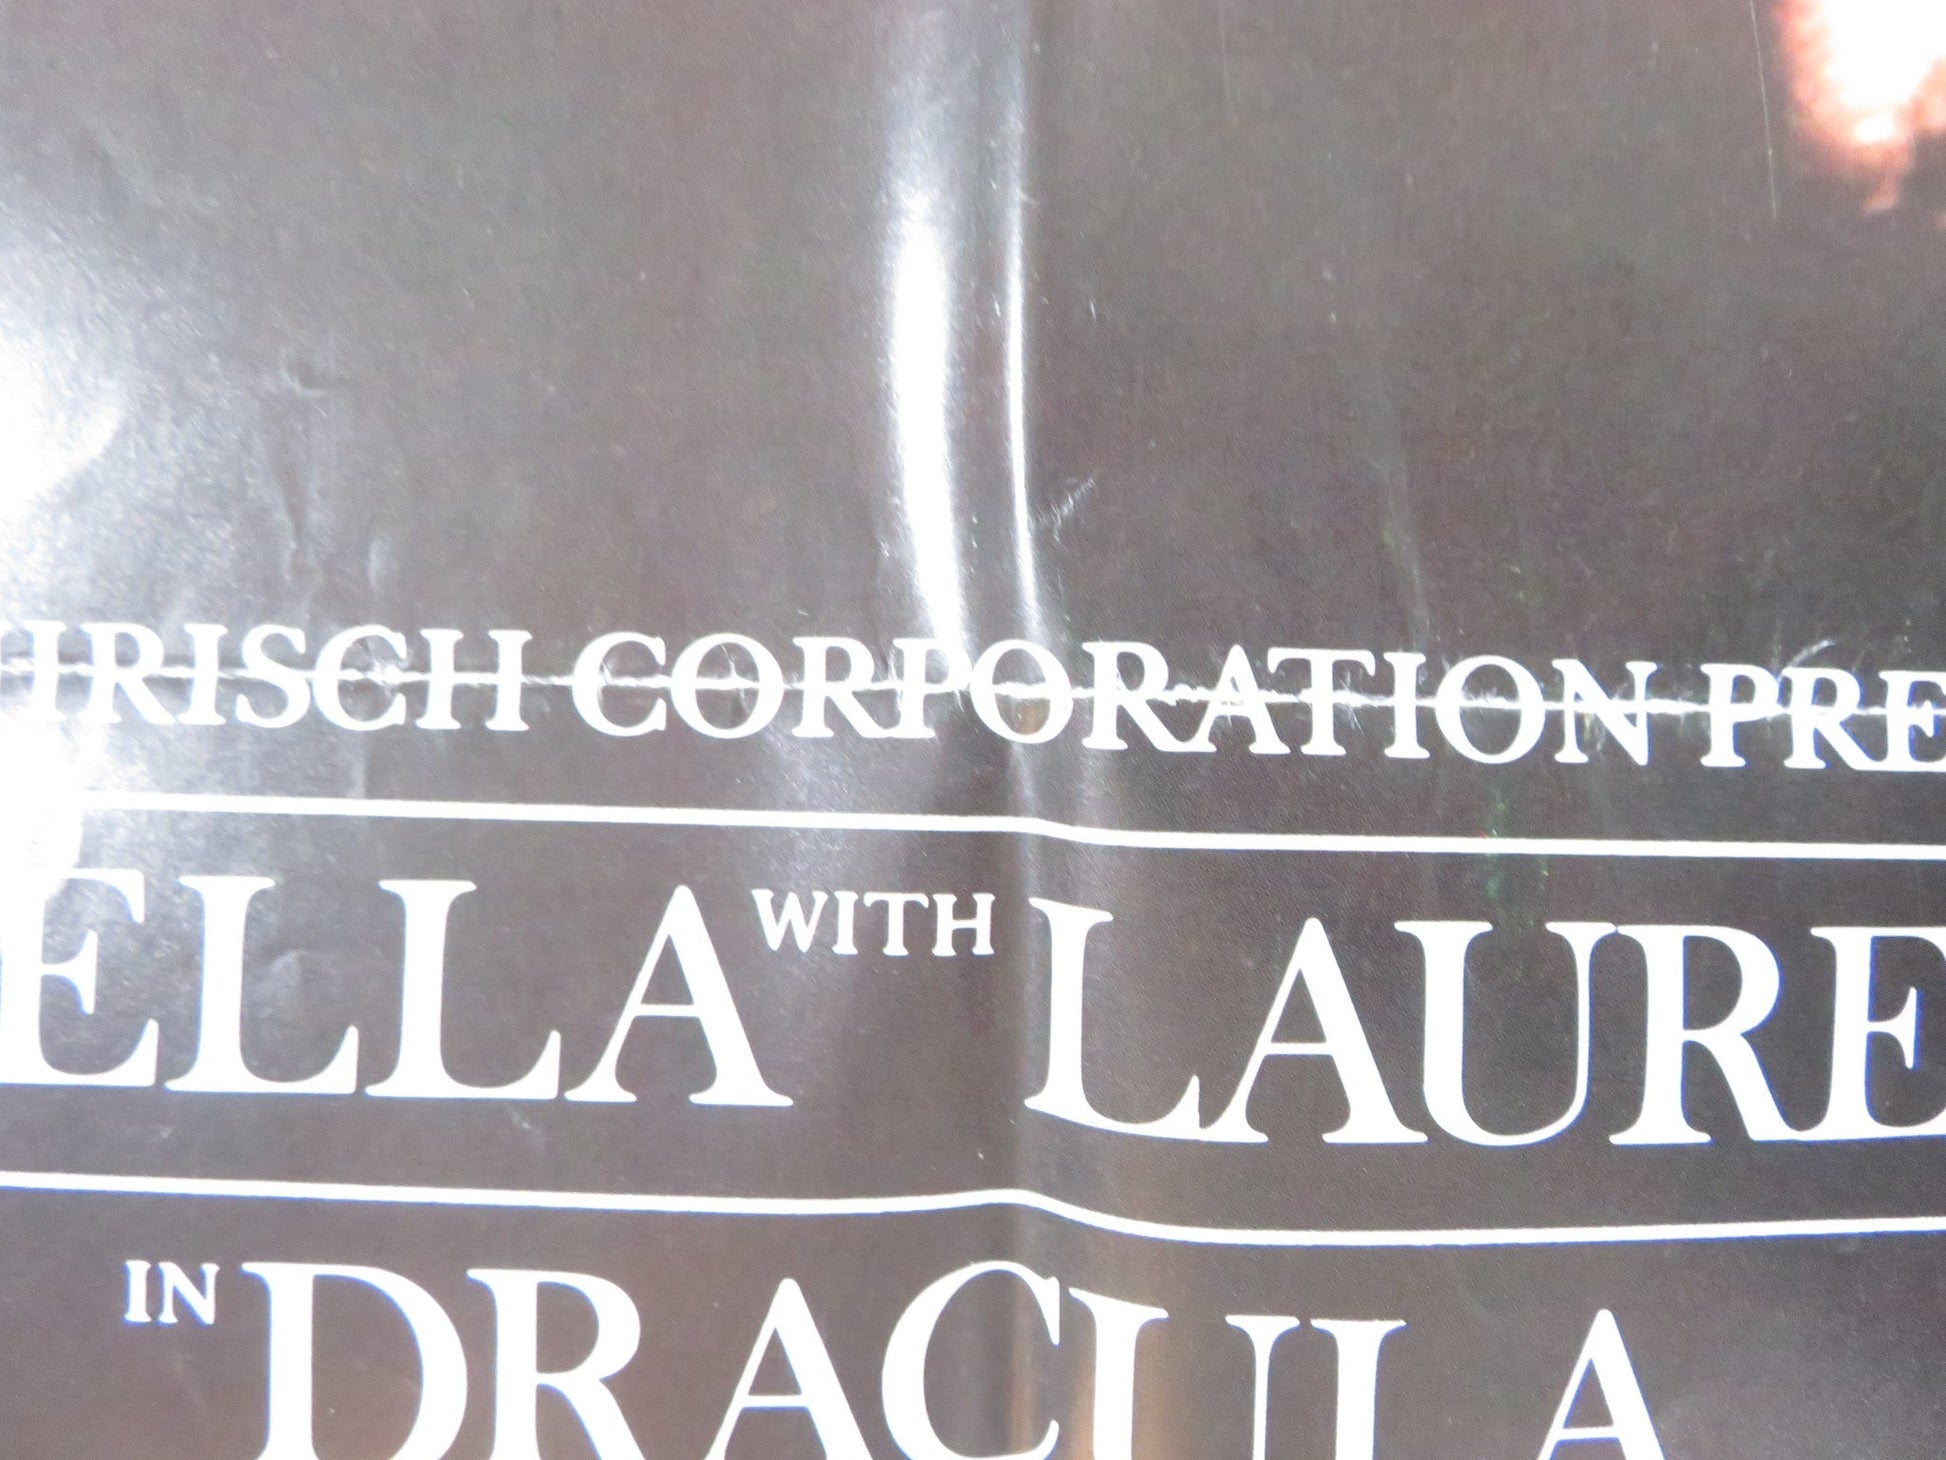 IRISCH CORPORATION PRE
ELLA WITH LAURE
IN DRACULA